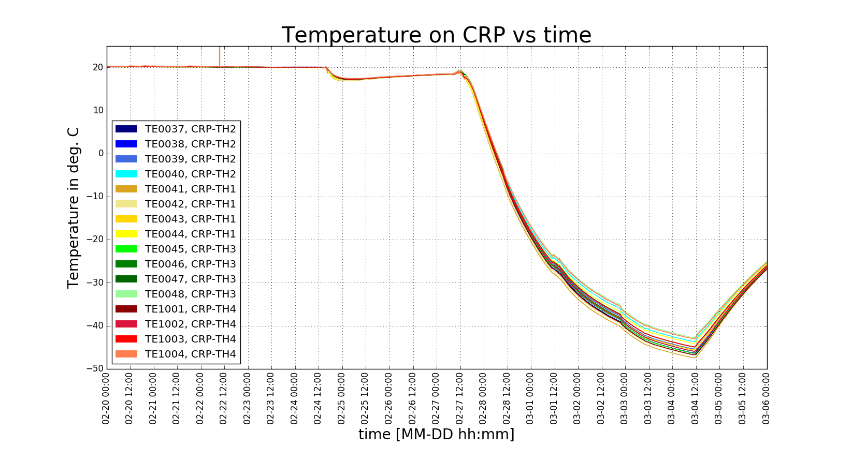 Temperature on CRP vs time
Temperature in deg. C
20
10
0
−10
−20
−30
−40
−50
TE0037, CRP-TH2
TE0038, CRP-TH2
TE0039, CRP-TH2
TE0040, CRP-TH2
TE0041, CRP-TH1
TE0042, CRP-TH1
TE0043, CRP-TH1
TE0044, CRP-TH1
TE0045, CRP-TH3
TE0046, CRP-TH3
TE0047, CRP-TH3
TE0048, CRP-TH3
TE1001, CRP-TH4
TE1002, CRP-TH4
TE1003, CRP-TH4
TE1004, CRP-TH4
02-20 00:00
02-20 12:00
02-21 00:00
02-21 12:00
02-22 00:00
02-22 12:00
02-23 00:00
02-23 12:00
02-24 00:00
02-24 12:00
02-25 00:00
02-25 12:00
02-26 00:00
02-26 12:00
02-27 00:00
02-27 12:00
02-28 00:00
02-28 12:00
03-01 00:00
03-01 12:00
03-02 00:00
03-02 12:00
03-03 00:00
03-03 12:00
03-04 00:00
03-04 12:00
03-05 00:00
03-05 12:00
03-06 00:00
time [MM-DD hh:mm]